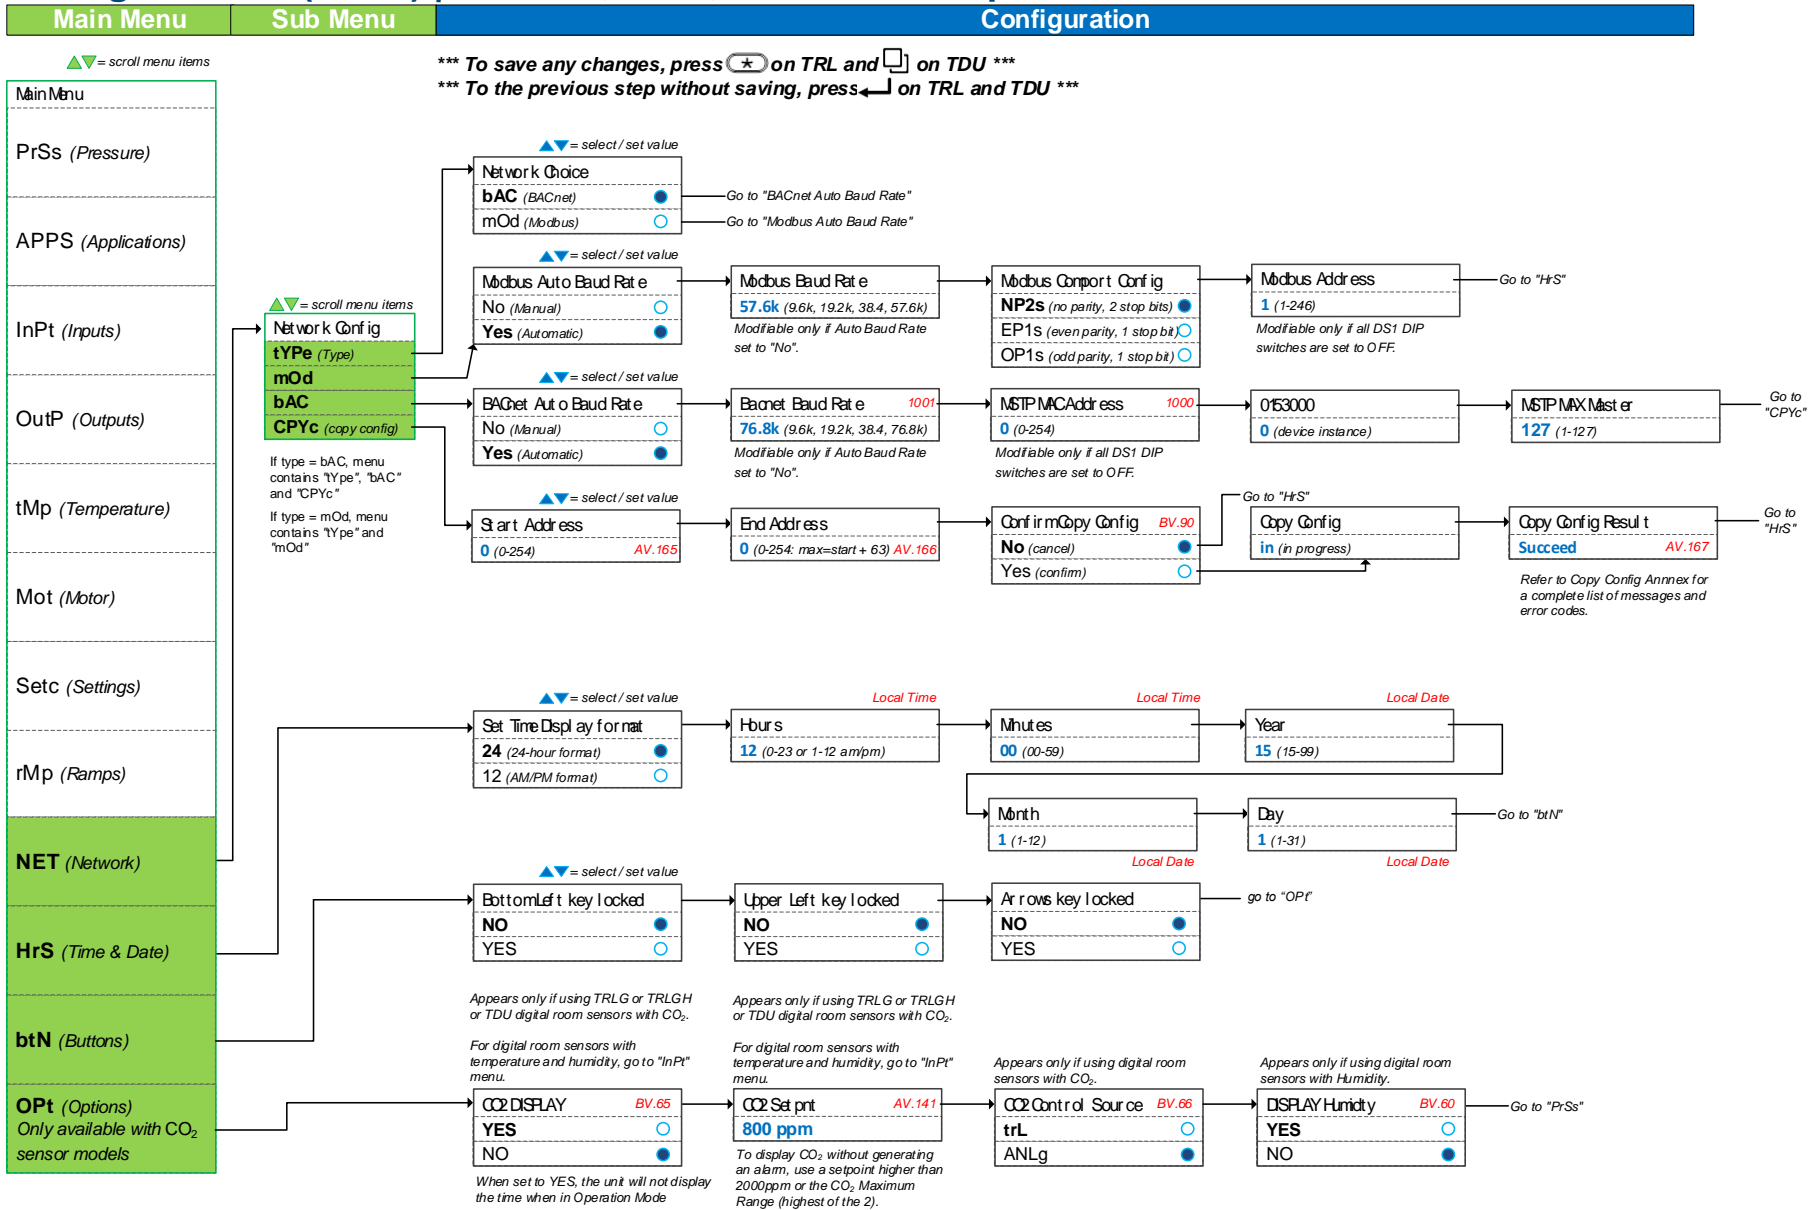 Main Menu
Sub Menu
Configuration
= scroll menu items
*** To save any changes, press on TRL and on TDU ***
*** To the previous step without saving, press on TRL and TDU ***
Main Menu
PrSs (Pressure)
APPS (Applications)
InPt (Inputs)
OutP (Outputs)
tMp (Temperature)
Mot (Motor)
Setc (Settings)
rMp (Ramps)
NET (Network)
HrS (Time & Date)
btN (Buttons)
OPt (Options)
Only available with CO2
sensor models
= scroll menu items
Network Config
tYPe (Type)
mOd
bAC
CPYc (copy config)
If type = bAC, menu
contains "tYpe", "bAC"
and "CPYc"
If type = mOd, menu
contains "tYpe" and
"mOd"
= select / set value
Network Choice
bAC (BACnet)
mOd (Modbus)
Go to "BACnet Auto Baud Rate"
Go to "Modbus Auto Baud Rate"
= select / set value
Modbus Auto Baud Rate
No (Manual)
Yes (Automatic)
Modbus Baud Rate
57.6k (9.6k, 19.2k, 38.4, 57.6k)
Modifiable only if Auto Baud Rate
set to "No".
Modbus Comport Config
NP2s (no parity, 2 stop bits)
EP1s (even parity, 1 stop bit)
OP1s (odd parity, 1 stop bit)
Modbus Address
1 (1-246)
Modifiable only if all DS1 DIP
switches are set to OFF.
Go to "HrS"
= select / set value
BACnet Auto Baud Rate
No (Manual)
Yes (Automatic)
Bacnet Baud Rate 1001
76.8k (9.6k, 19.2k, 38.4, 76.8k)
Modifiable only if Auto Baud Rate
set to "No".
MSTP MAC Address 1000
0 (0-254)
Modifiable only if all DS1 DIP
switches are set to OFF.
0153000
0 (device instance)
MSTP MAX Master
127 (1-127)
Go to
"CPYc"
= select / set value
Start Address
0 (0-254) AV.165
End Address
0 (0-254: max=start + 63) AV.166
Confirm Copy Config BV.90
No (cancel)
Yes (confirm)
Go to "HrS"
Copy Config
in (in progress)
Copy Config Result
Succeed AV.167
Refer to Copy Config Annnex for
a complete list of messages and
error codes.
Go to
"HrS"
= select / set value
Set Time Display format
24 (24-hour format)
12 (AM/PM format)
Local Time
Hours
12 (0-23 or 1-12 am/pm)
Local Time
Minutes
00 (00-59)
Local Date
Year
15 (15-99)
Month
1 (1-12)
Local Date
Day
1 (1-31)
Local Date
Go to "btN"
= select / set value
Bottom Left key locked
NO
YES
Upper Left key locked
NO
YES
Arrows key locked
NO
YES
go to "OPt"
Appears only if using TRLG or TRLGH
or TDU digital room sensors with CO2.
For digital room sensors with
temperature and humidity, go to "InPt"
menu.
CO2 DISPLAY BV.65
YES
NO
When set to YES, the unit will not display
the time when in Operation Mode
Appears only if using TRLG or TRLGH
or TDU digital room sensors with CO2.
For digital room sensors with
temperature and humidity, go to "InPt"
menu.
CO2 Setpnt AV.141
800 ppm
To display CO2 without generating
an alarm, use a setpoint higher than
2000ppm or the CO2 Maximum
Range (highest of the 2).
Appears only if using digital room
sensors with CO2.
CO2 Control Source BV.66
trL
ANLg
Appears only if using digital room
sensors with Humidity.
DISPLAY Humidty BV.60
YES
NO
Go to "PrSs"